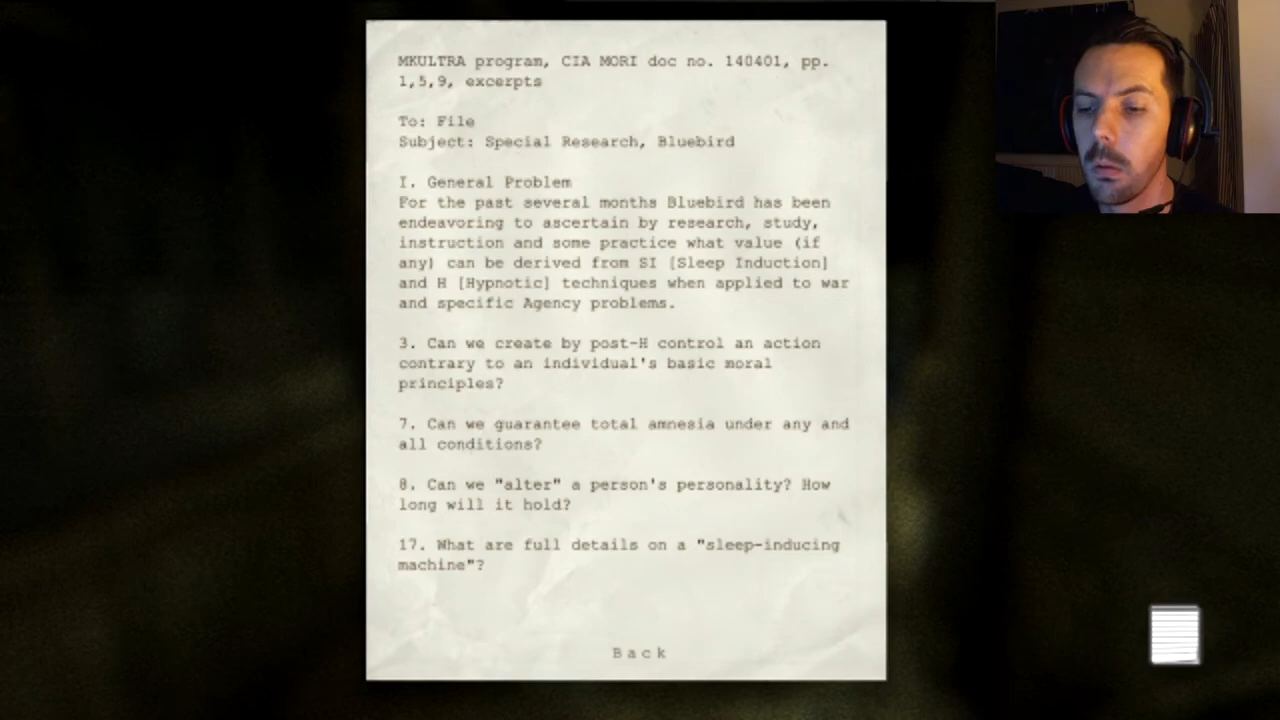 MKULTRA program, CIA MORI doc no. 140401, pp.
1,5,9, excerpts
To: File
Subject: Special Research, Bluebird
I. General Problem
For the past several months Bluebird has been
endeavoring to ascertain by research, study,
instruction and some practice what value (if
any) can be derived from SI [Sleep Induction]
and H [Hypnotic] techniques when applied to war
and specific Agency problems.
3. Can we create by post-H control an action
contrary to an individual's basic moral
principles?
7. Can we guarantee total amnesia under any and
all conditions?
8. Can we "alter" a person's personality? How
long will it hold?
17. What are full details on a "sleep-inducing
machine"?
Back